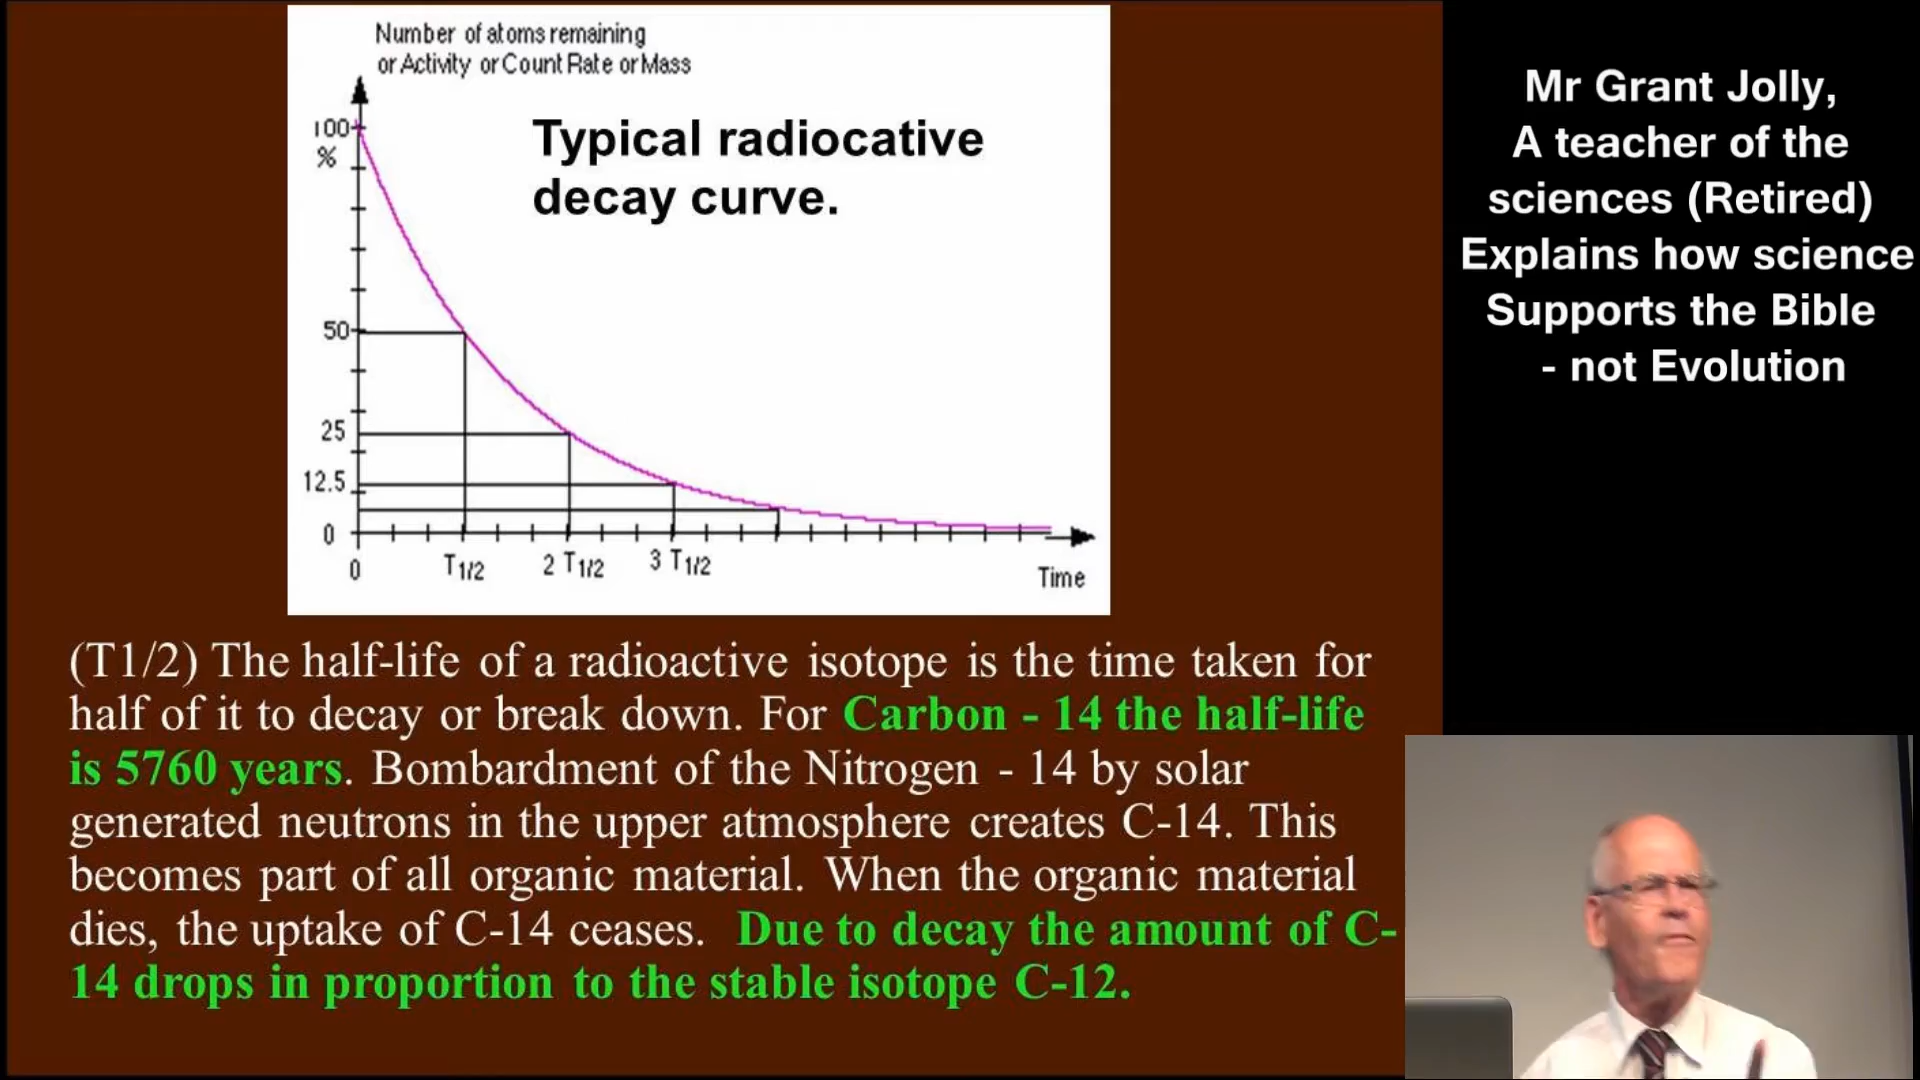 Number of atoms remaining
or Activity or Count Rate or Mass
Typical radiocative
decay curve.
100
%
50
25
12.5
0
0
T1/2
2 T1/2
3 T1/2
Time
(T1/2) The half-life of a radioactive isotope is the time taken for
half of it to decay or break down. For Carbon - 14 the half-life
is 5760 years. Bombardment of the Nitrogen - 14 by solar
generated neutrons in the upper atmosphere creates C-14. This
becomes part of all organic material. When the organic material
dies, the uptake of C-14 ceases. Due to decay the amount of C-
14 drops in proportion to the stable isotope C-12.
Mr Grant Jolly,
A teacher of the
sciences (Retired)
Explains how science
Supports the Bible
- not Evolution